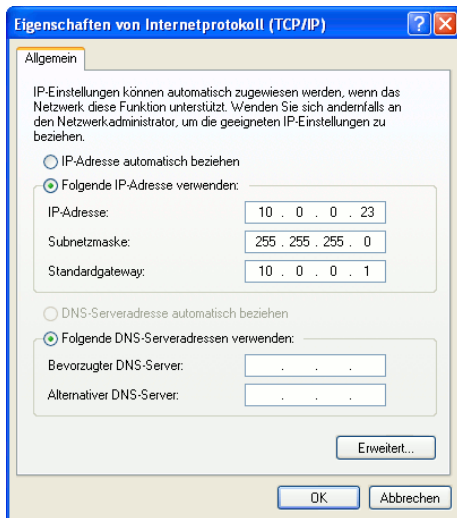 Eigenschaften von Internetprotokoll (TCP/IP)
Allgemein
IP-Einstellungen können automatisch zugewiesen werden, wenn das
Netzwerk diese Funktion unterstützt. Wenden Sie sich andernfalls an
den Netzwerkadministrator, um die geeigneten IP-Einstellungen zu
beziehen.
IP-Adresse automatisch beziehen
Folgende IP-Adresse verwenden:
IP-Adresse: 10 . 0 . 0 . 23
Subnetzmaske: 255 . 255 . 255 . 0
Standardgateway: 10 . 0 . 0 . 1
DNS-Serveradresse automatisch beziehen
Folgende DNS-Serveradressen verwenden:
Bevorzugter DNS-Server: . . .
Alternativer DNS-Server: . . .
Erweitert...
OK Abbrechen